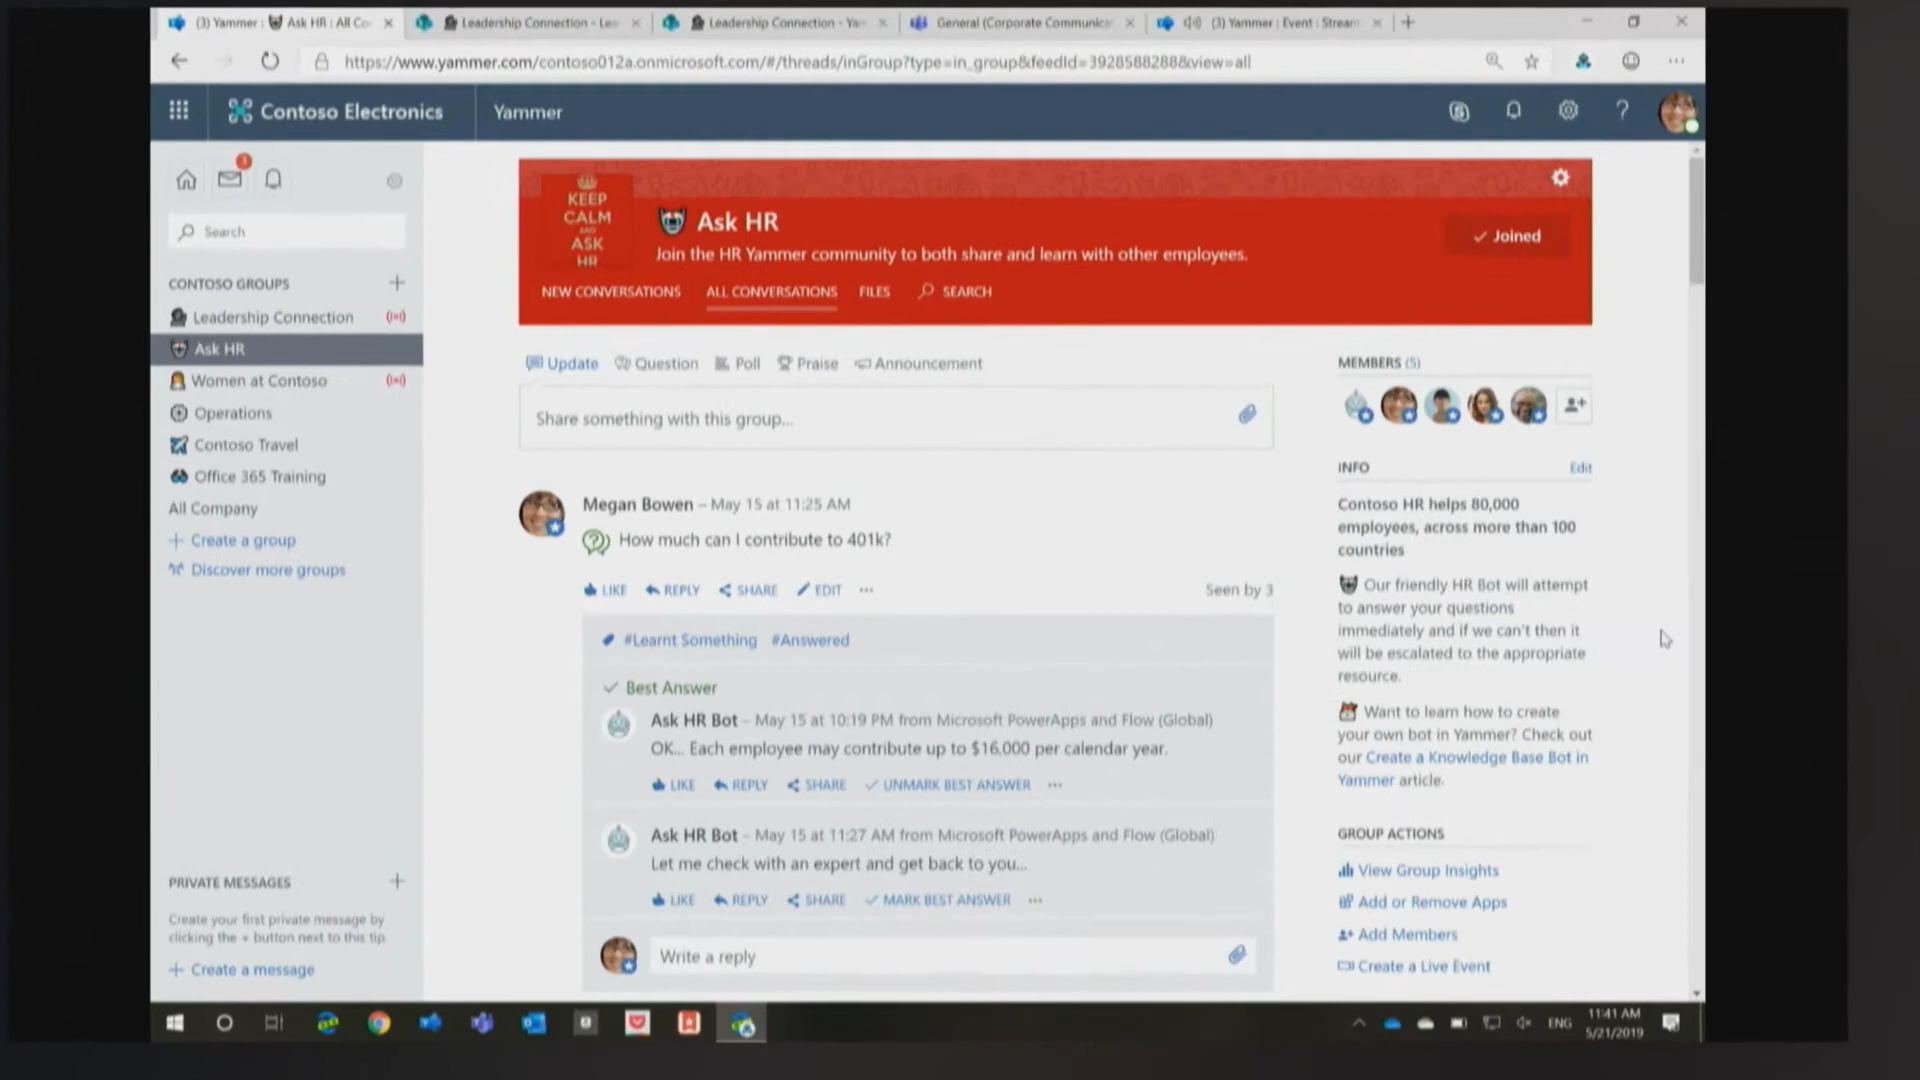 (3) Yammer : Ask HR : All Co
Leadership Connection - Lea
Leadership Connection - Yam
General (Corporate Communica
(3) Yammer : Event : Stream
https://www.yammer.com/contoso012a.onmicrosoft.com/#/threads/inGroup?type=in_group&feedId=3928588288&view=all
Contoso Electronics
Yammer
Search
CONTOSO GROUPS
Leadership Connection
Ask HR
Women at Contoso
Operations
Contoso Travel
Office 365 Training
All Company
+ Create a group
Discover more groups
PRIVATE MESSAGES
Create your first private message by
clicking the + button next to this tip
+ Create a message
KEEP
CALM
AND
ASK
HR
Ask HR
Join the HR Yammer community to both share and learn with other employees.
Joined
NEW CONVERSATIONS ALL CONVERSATIONS FILES SEARCH
Update Question Poll Praise Announcement
Share something with this group...
Megan Bowen – May 15 at 11:25 AM
How much can I contribute to 401k?
LIKE REPLY SHARE EDIT ...
Seen by 3
#Learnt Something #Answered
Best Answer
Ask HR Bot – May 15 at 10:19 PM from Microsoft PowerApps and Flow (Global)
OK... Each employee may contribute up to $16,000 per calendar year.
LIKE REPLY SHARE UNMARK BEST ANSWER ...
Ask HR Bot – May 15 at 11:27 AM from Microsoft PowerApps and Flow (Global)
Let me check with an expert and get back to you...
LIKE REPLY SHARE MARK BEST ANSWER ...
Write a reply
MEMBERS (5)
INFO
Edit
Contoso HR helps 80,000
employees, across more than 100
countries
Our friendly HR Bot will attempt
to answer your questions
immediately and if we can't then it
will be escalated to the appropriate
resource.
Want to learn how to create
your own bot in Yammer? Check out
our Create a Knowledge Base Bot in
Yammer article.
GROUP ACTIONS
View Group Insights
Add or Remove Apps
Add Members
Create a Live Event
ENG
11:41 AM
5/21/2019